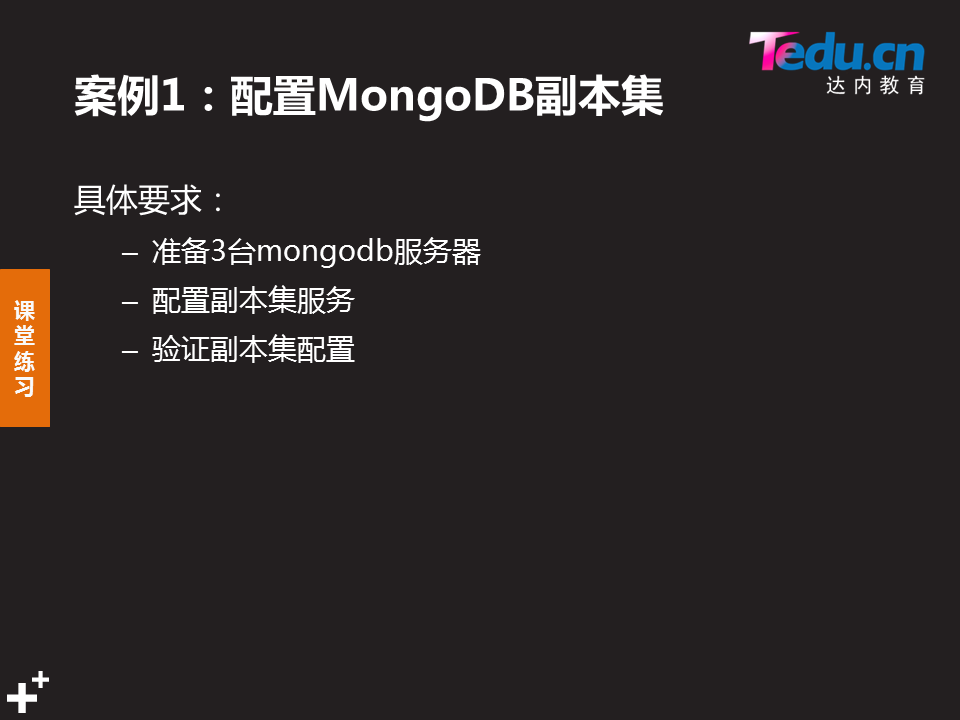 Tedu.cn
达内教育
案例1：配置MongoDB副本集
具体要求：
– 准备3台mongodb服务器
– 配置副本集服务
– 验证副本集配置
课
堂
练
习